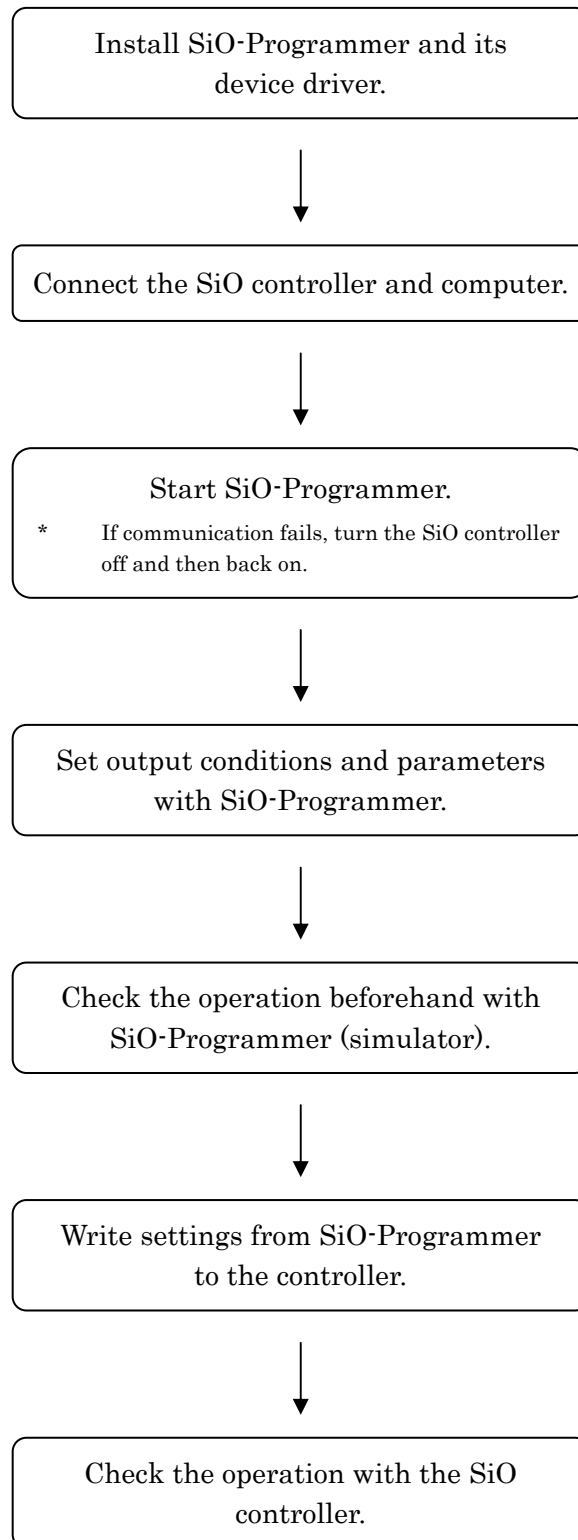 Install SiO-Programmer and its
device driver.
Connect the SiO controller and computer.
Start SiO-Programmer.
* If communication fails, turn the SiO controller
off and then back on.
Set output conditions and parameters
with SiO-Programmer.
Check the operation beforehand with
SiO-Programmer (simulator).
Write settings from SiO-Programmer
to the controller.
Check the operation with the SiO
controller.